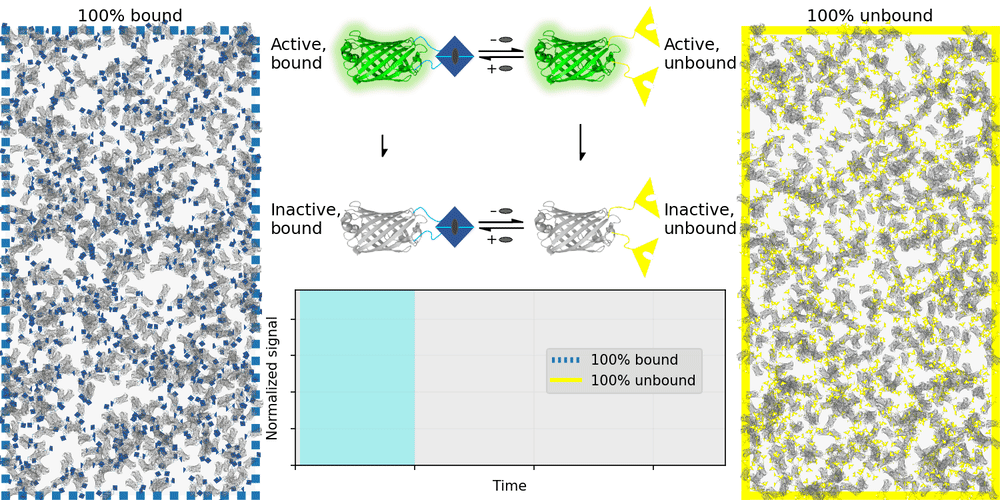 100% bound
100% unbound
Active,
bound
–
+
Active,
unbound
Inactive,
bound
–
+
Inactive,
unbound
Normalized signal
100% bound
100% unbound
Time